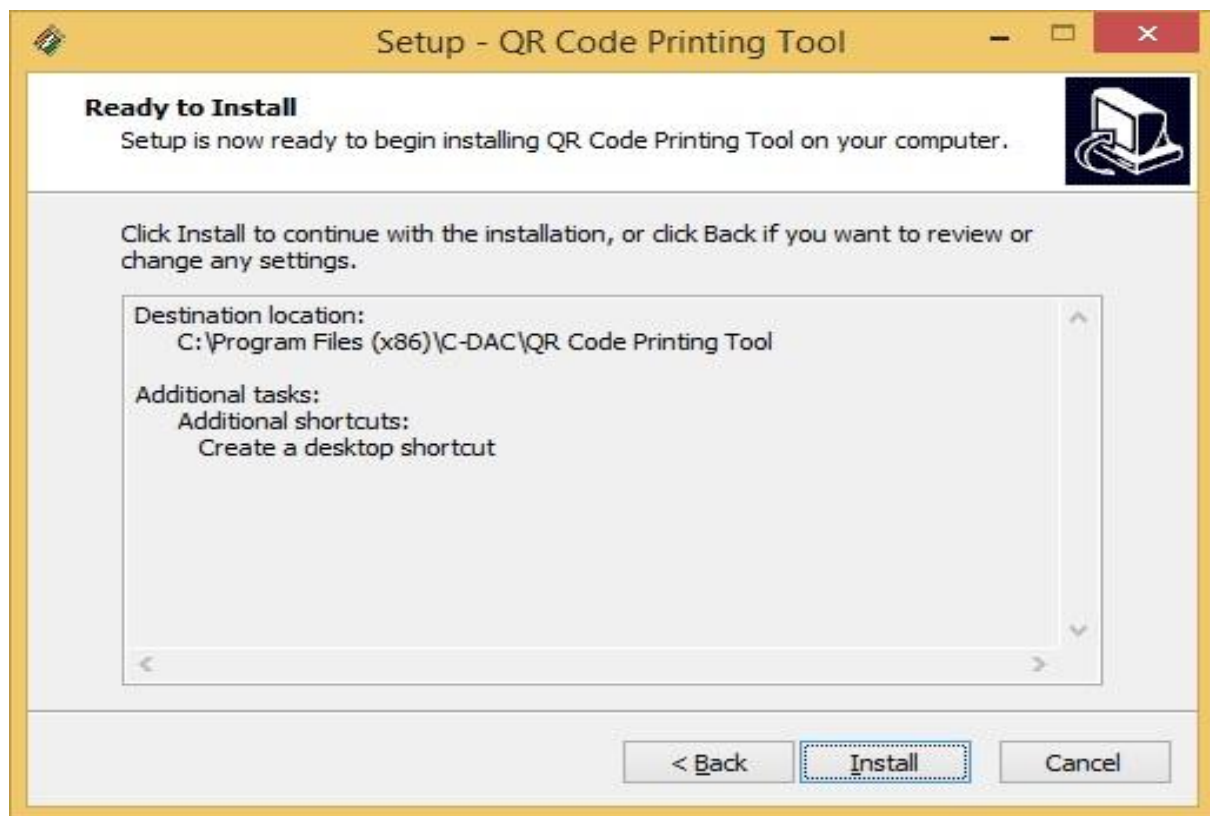 Setup - QR Code Printing Tool
Ready to Install
Setup is now ready to begin installing QR Code Printing Tool on your computer.
Click Install to continue with the installation, or click Back if you want to review or
change any settings.
Destination location:
C:\Program Files (x86)\C-DAC\QR Code Printing Tool
Additional tasks:
Additional shortcuts:
Create a desktop shortcut
< Back
Install
Cancel